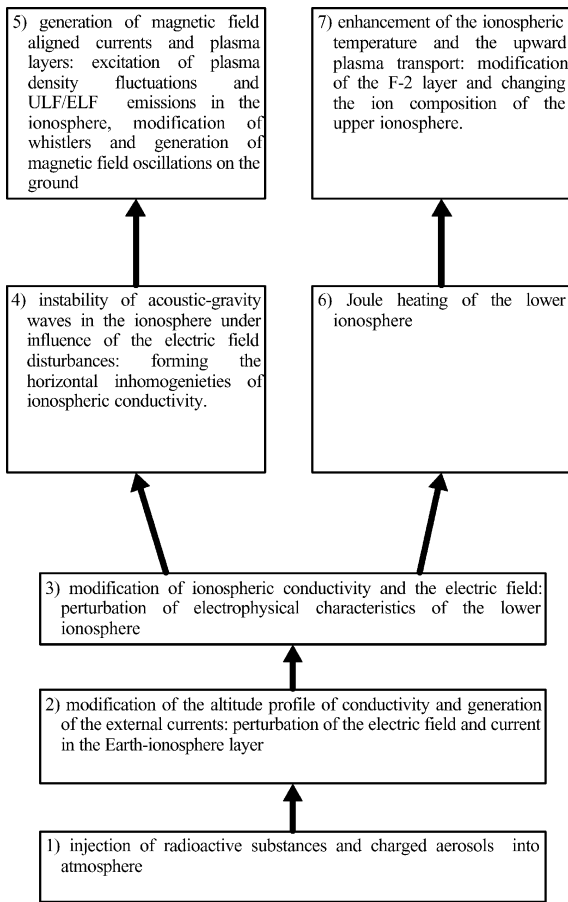 5) generation of magnetic field
aligned currents and plasma
layers: excitation of plasma
density fluctuations and
ULF/ELF emissions in the
ionosphere, modification of
whistlers and generation of
magnetic field oscillations on the
ground
7) enhancement of the ionospheric
temperature and the upward
plasma transport: modification
of the F-2 layer and changing
the ion composition of the
upper ionosphere.
4) instability of acoustic-gravity
waves in the ionosphere under
influence of the electric field
disturbances: forming the
horizontal inhomogenieties of
ionospheric conductivity.
6) Joule heating of the lower
ionosphere
3) modification of ionospheric conductivity and the electric field:
perturbation of electrophysical characteristics of the lower
ionosphere
2) modification of the altitude profile of conductivity and generation
of the external currents: perturbation of the electric field and current
in the Earth-ionosphere layer
1) injection of radioactive substances and charged aerosols into
atmosphere